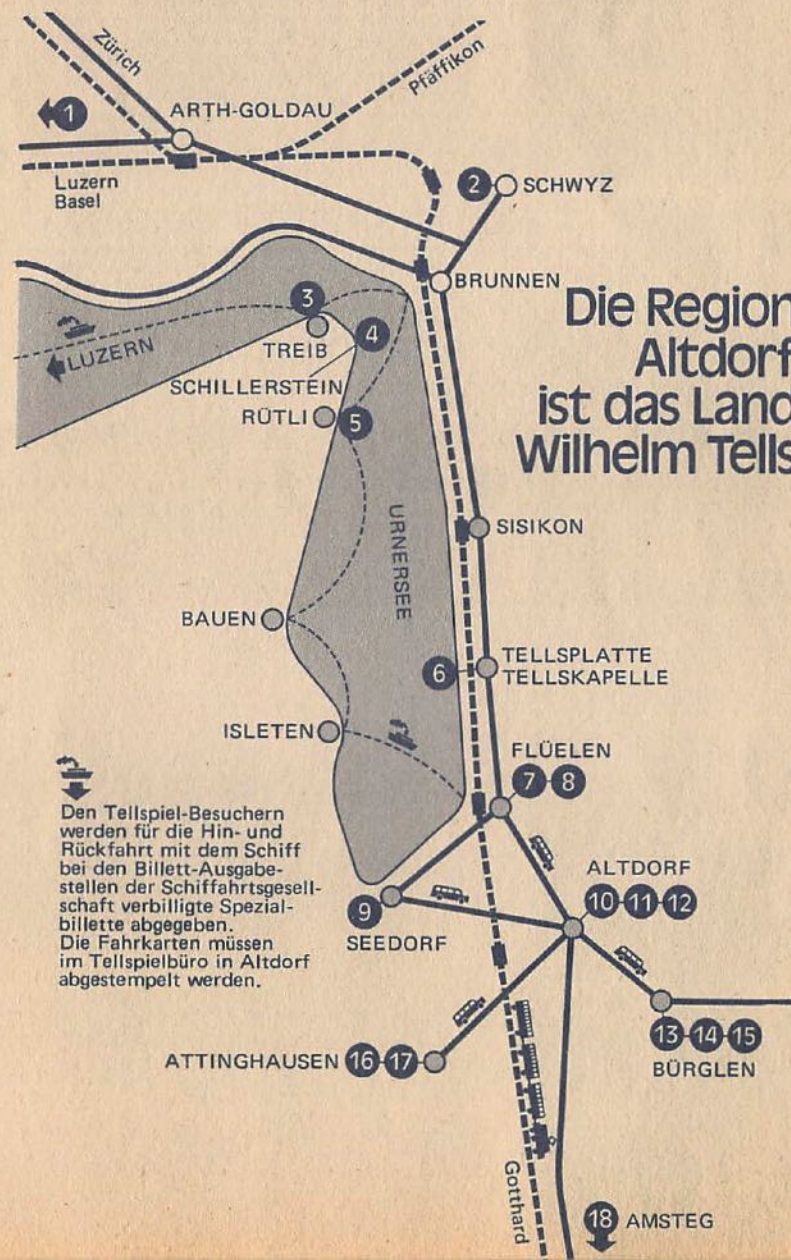 Zürich
Pfäffikon
1
ARTH-GOLDAU
Luzern
Basel
2 SCHWYZ
BRUNNEN
Die Region
Altdorf
ist das Land
Wilhelm Tells
3
TREIB
4
LUZERN
SCHILLERSTEIN
RÜTLI
5
URNERSEE
SISIKON
BAUEN
6
TELLSPLATTE
TELLSKAPELLE
ISLETEN
FLÜELEN
7 8
Den Tellspiel-Besuchern
werden für die Hin- und
Rückfahrt mit dem Schiff
bei den Billett-Ausgabe-
stellen der Schiffahrtsgesell-
schaft verbilligte Spezial-
billette abgegeben.
Die Fahrkarten müssen
im Tellspielbüro in Altdorf
abgestempelt werden.
ALTDORF
10 11 12
9
SEEDORF
13 14 15
BÜRGLEN
ATTINGHAUSEN 16 17
Gotthard
18 AMSTEG